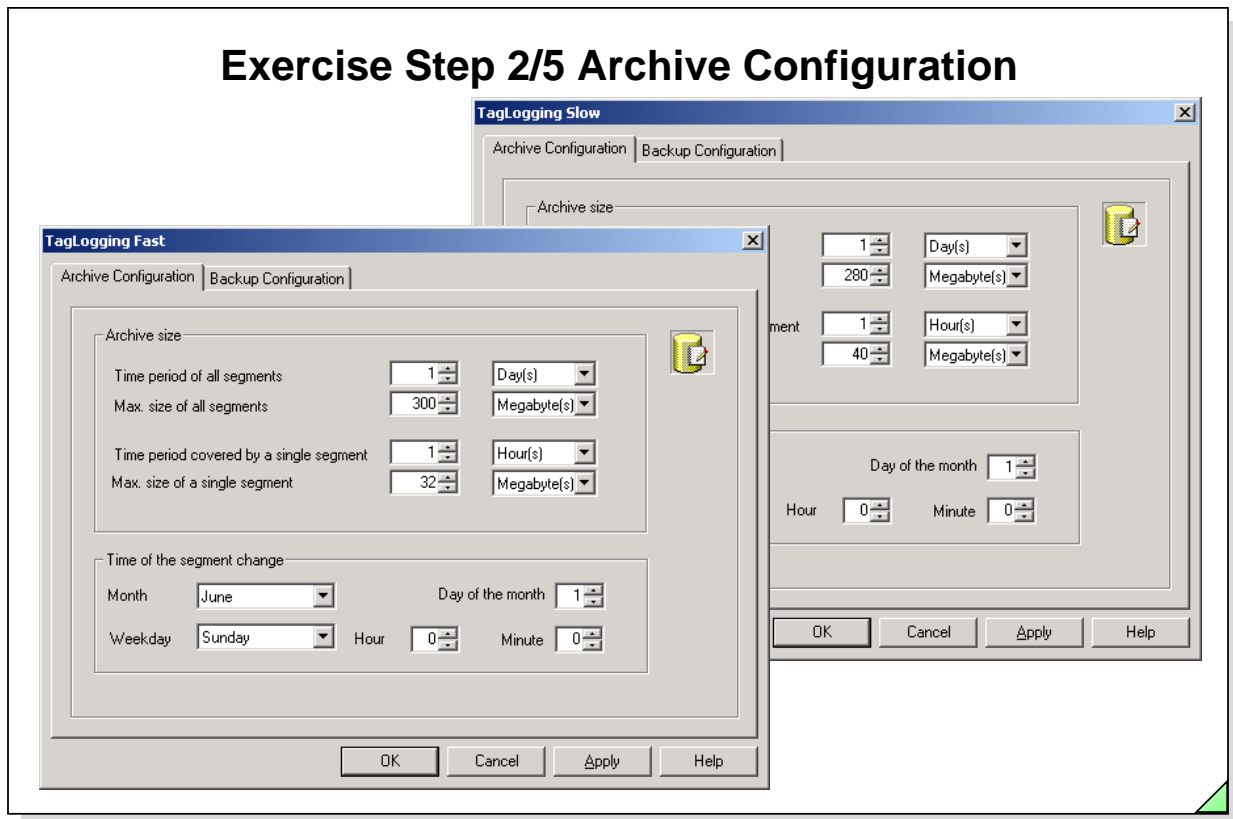 Exercise Step 2/5 Archive Configuration
TagLogging Slow
Archive Configuration Backup Configuration
Archive size
1 Day(s)
280 Megabyte(s)
ment 1 Hour(s)
40 Megabyte(s)
Day of the month 1
Hour 0 Minute 0
OK Cancel Apply Help
TagLogging Fast
Archive Configuration Backup Configuration
Archive size
Time period of all segments 1 Day(s)
Max. size of all segments 300 Megabyte(s)
Time period covered by a single segment 1 Hour(s)
Max. size of a single segment 32 Megabyte(s)
Time of the segment change
Month June Day of the month 1
Weekday Sunday Hour 0 Minute 0
OK Cancel Apply Help